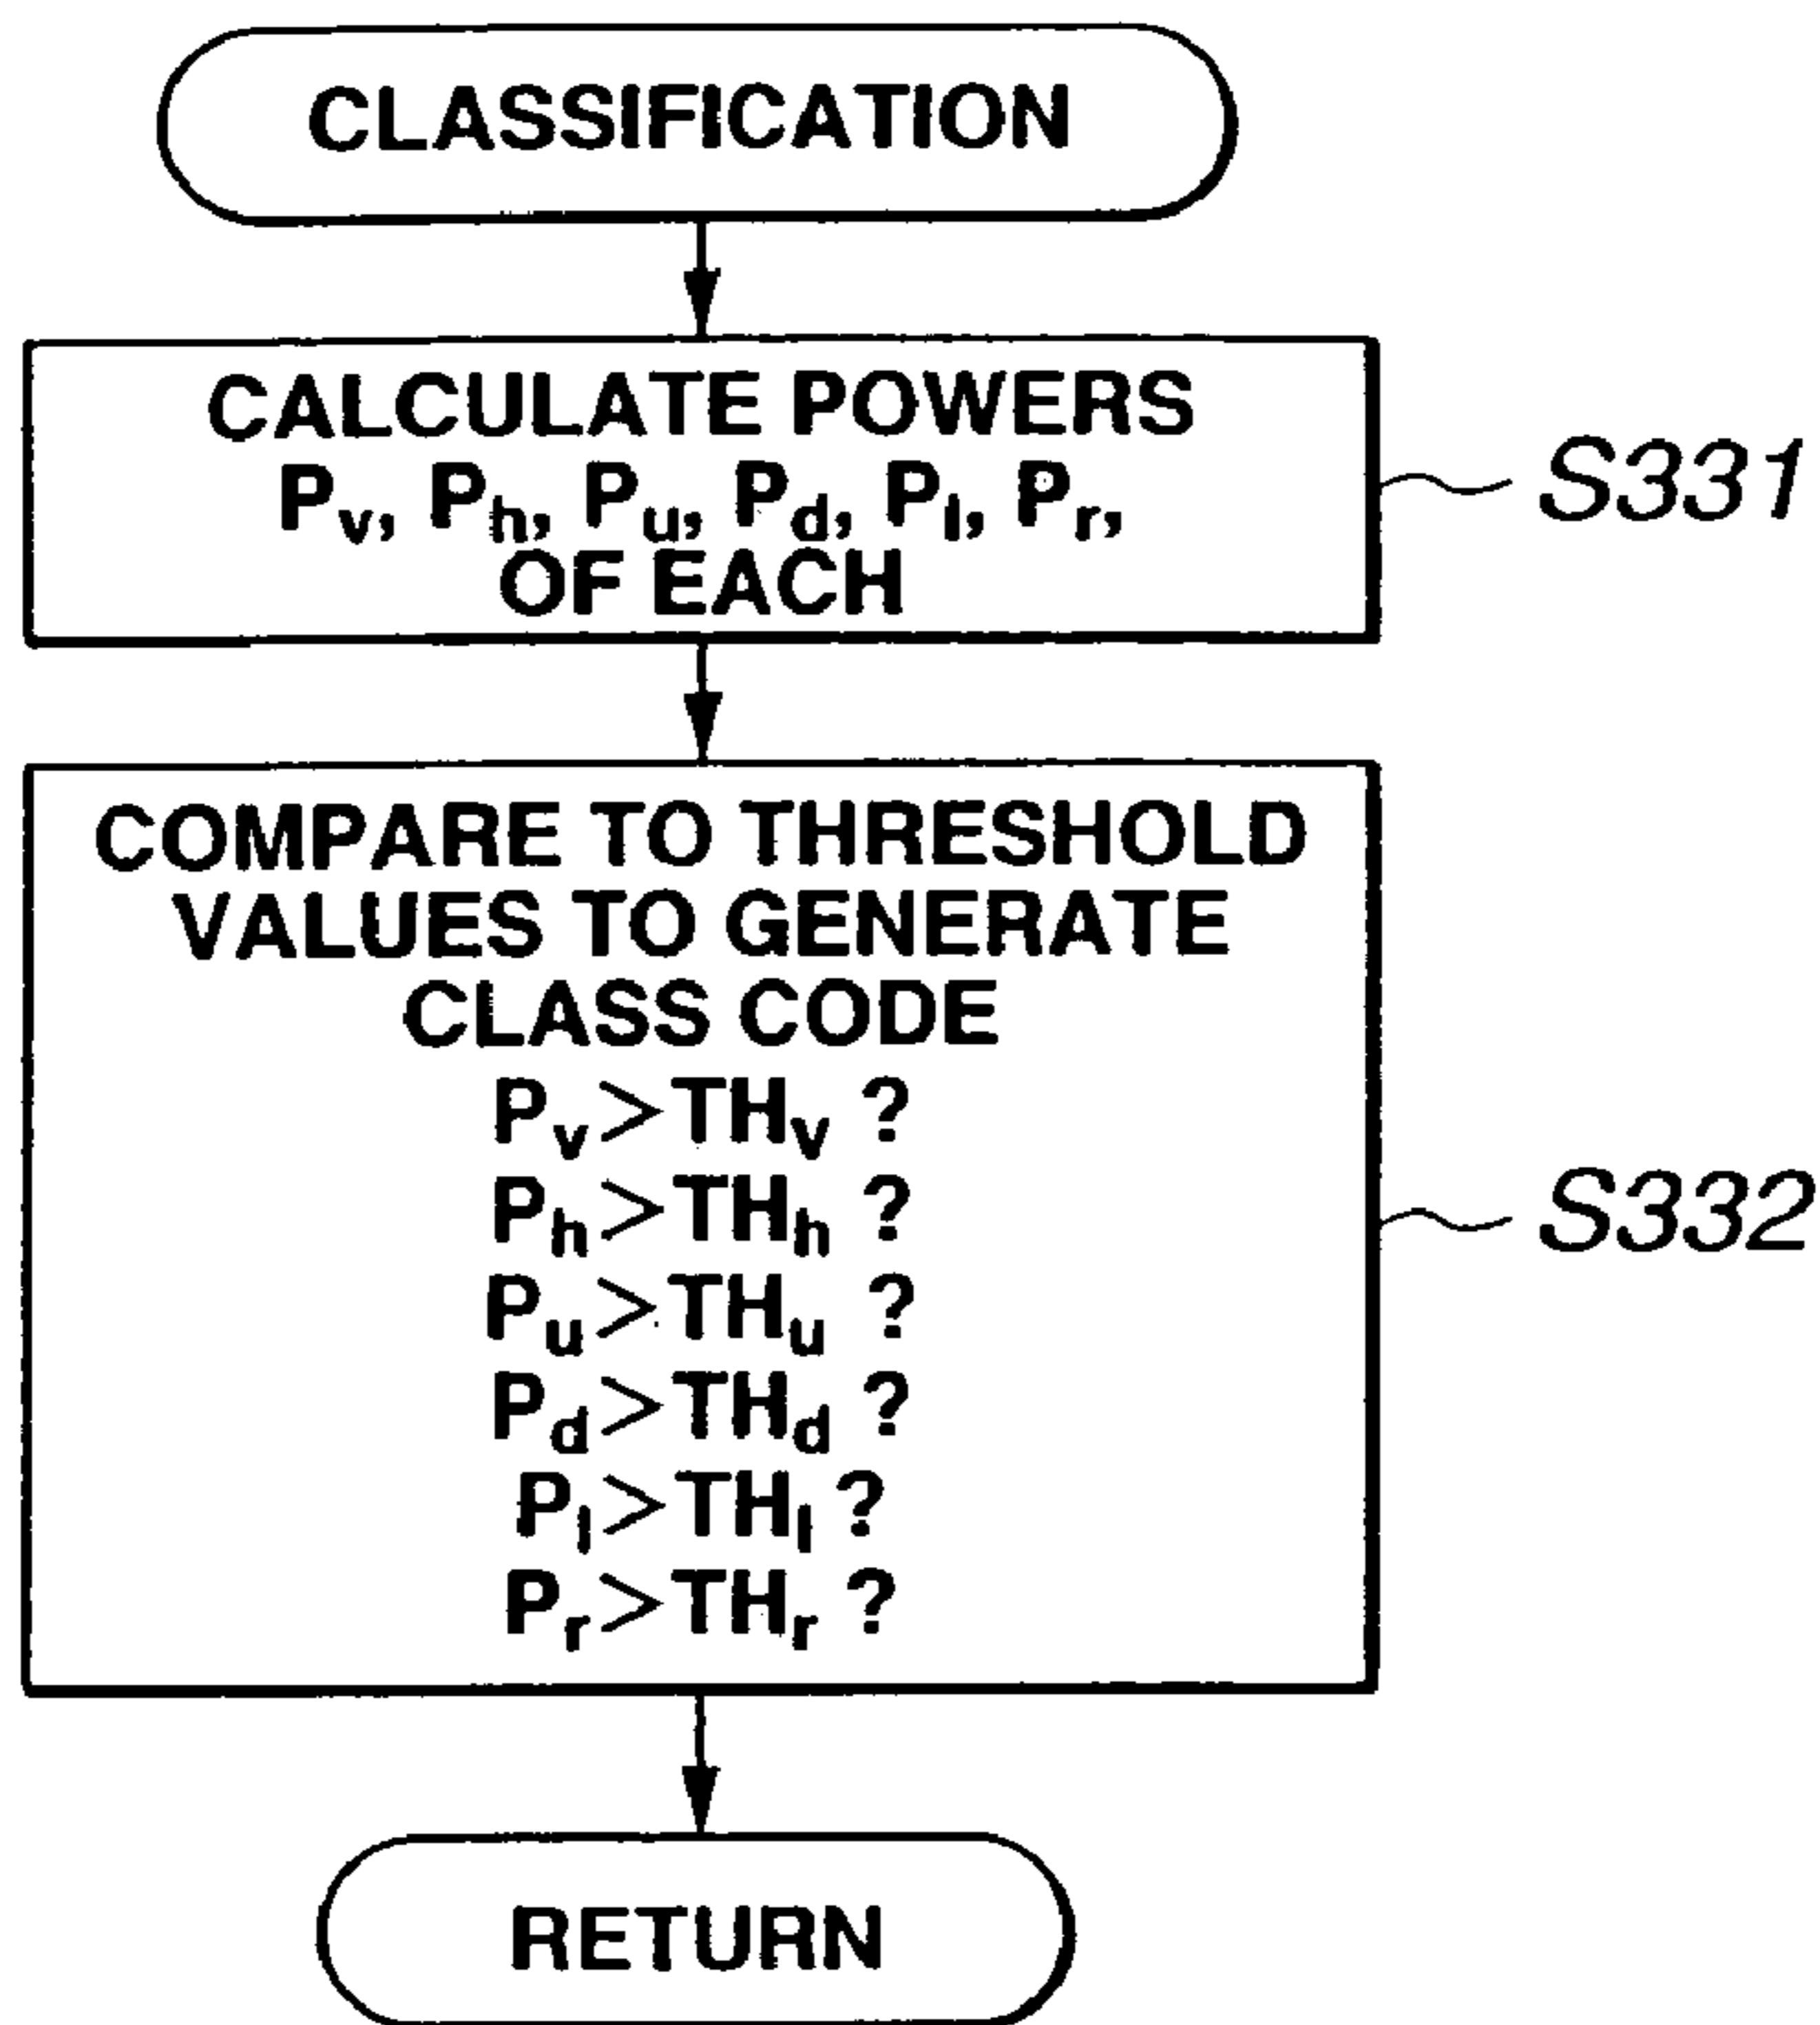 CLASSIFICATION
CALCULATE POWERS
Pv, Ph, Pu, Pd, Pl, Pr,
OF EACH
S331
COMPARE TO THRESHOLD
VALUES TO GENERATE
CLASS CODE
Pv>THv ?
Ph>THh ?
Pu>THu ?
Pd>THd ?
Pl>THl ?
Pr>THr ?
S332
RETURN